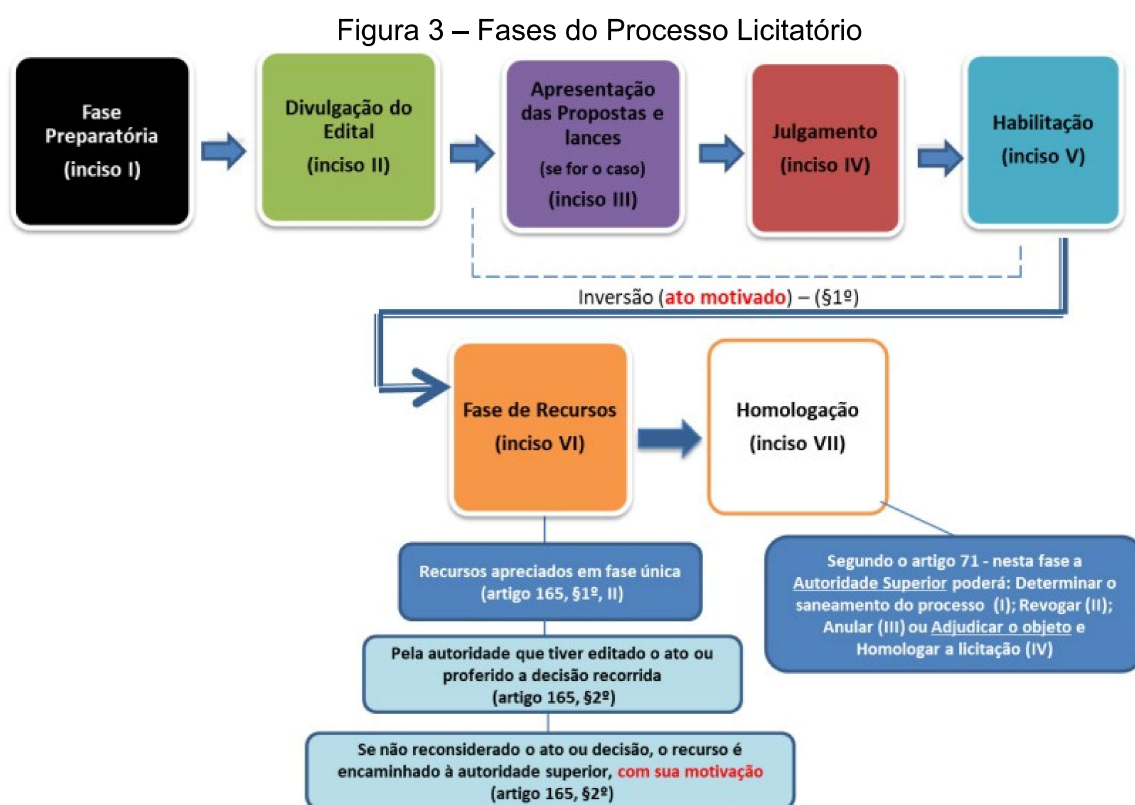 Figura 3 – Fases do Processo Licitatório
Fase
Preparatória
(inciso I)
Divulgação do
Edital
(inciso II)
Apresentação
das Propostas e
lances
(se for o caso)
(inciso III)
Julgamento
(inciso IV)
Habilitação
(inciso V)
Inversão (ato motivado) – (§1º)
Fase de Recursos
(inciso VI)
Homologação
(inciso VII)
Recursos apreciados em fase única
(artigo 165, §1º, II)
Pela autoridade que tiver editado o ato ou
proferido a decisão recorrida
(artigo 165, §2º)
Se não reconsiderado o ato ou decisão, o recurso é
encaminhado à autoridade superior, com sua motivação
(artigo 165, §2º)
Segundo o artigo 71 - nesta fase a
Autoridade Superior poderá: Determinar o
saneamento do processo (I); Revogar (II);
Anular (III) ou Adjudicar o objeto e
Homologar a licitação (IV)